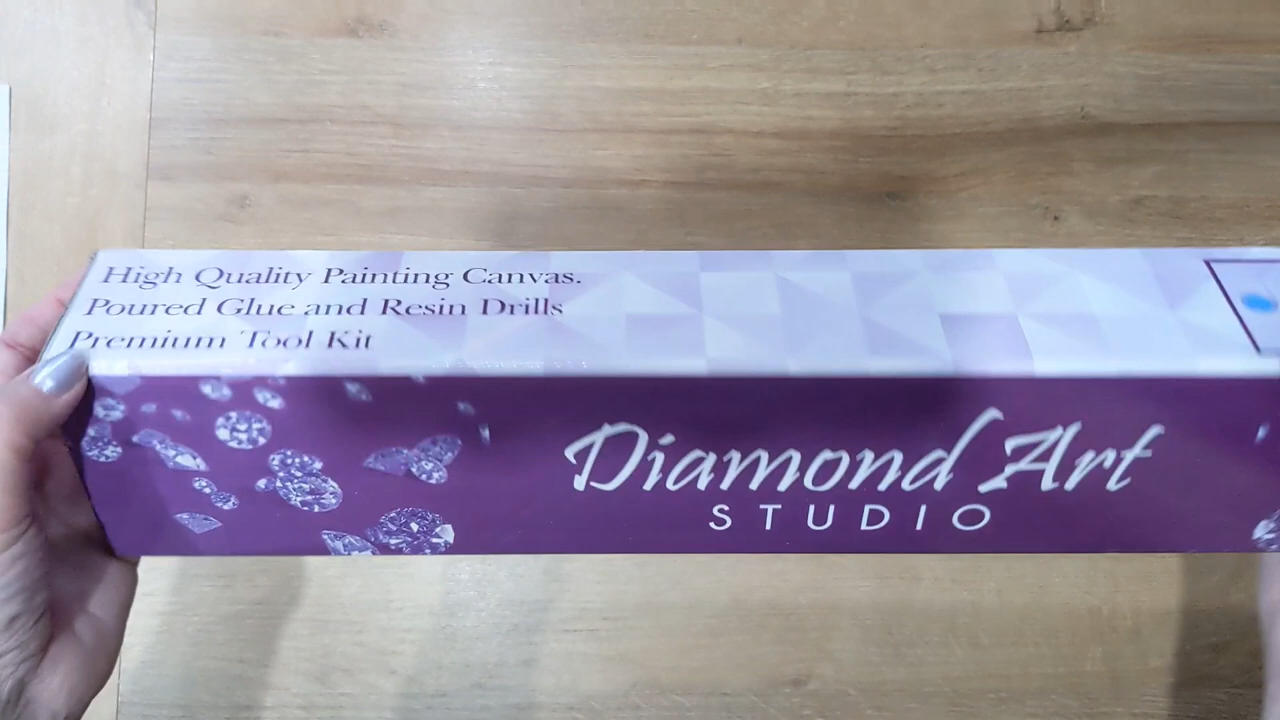 High Quality Painting Canvas.
Poured Glue and Resin Drills
Premium Tool Kit
Diamond Art
STUDIO